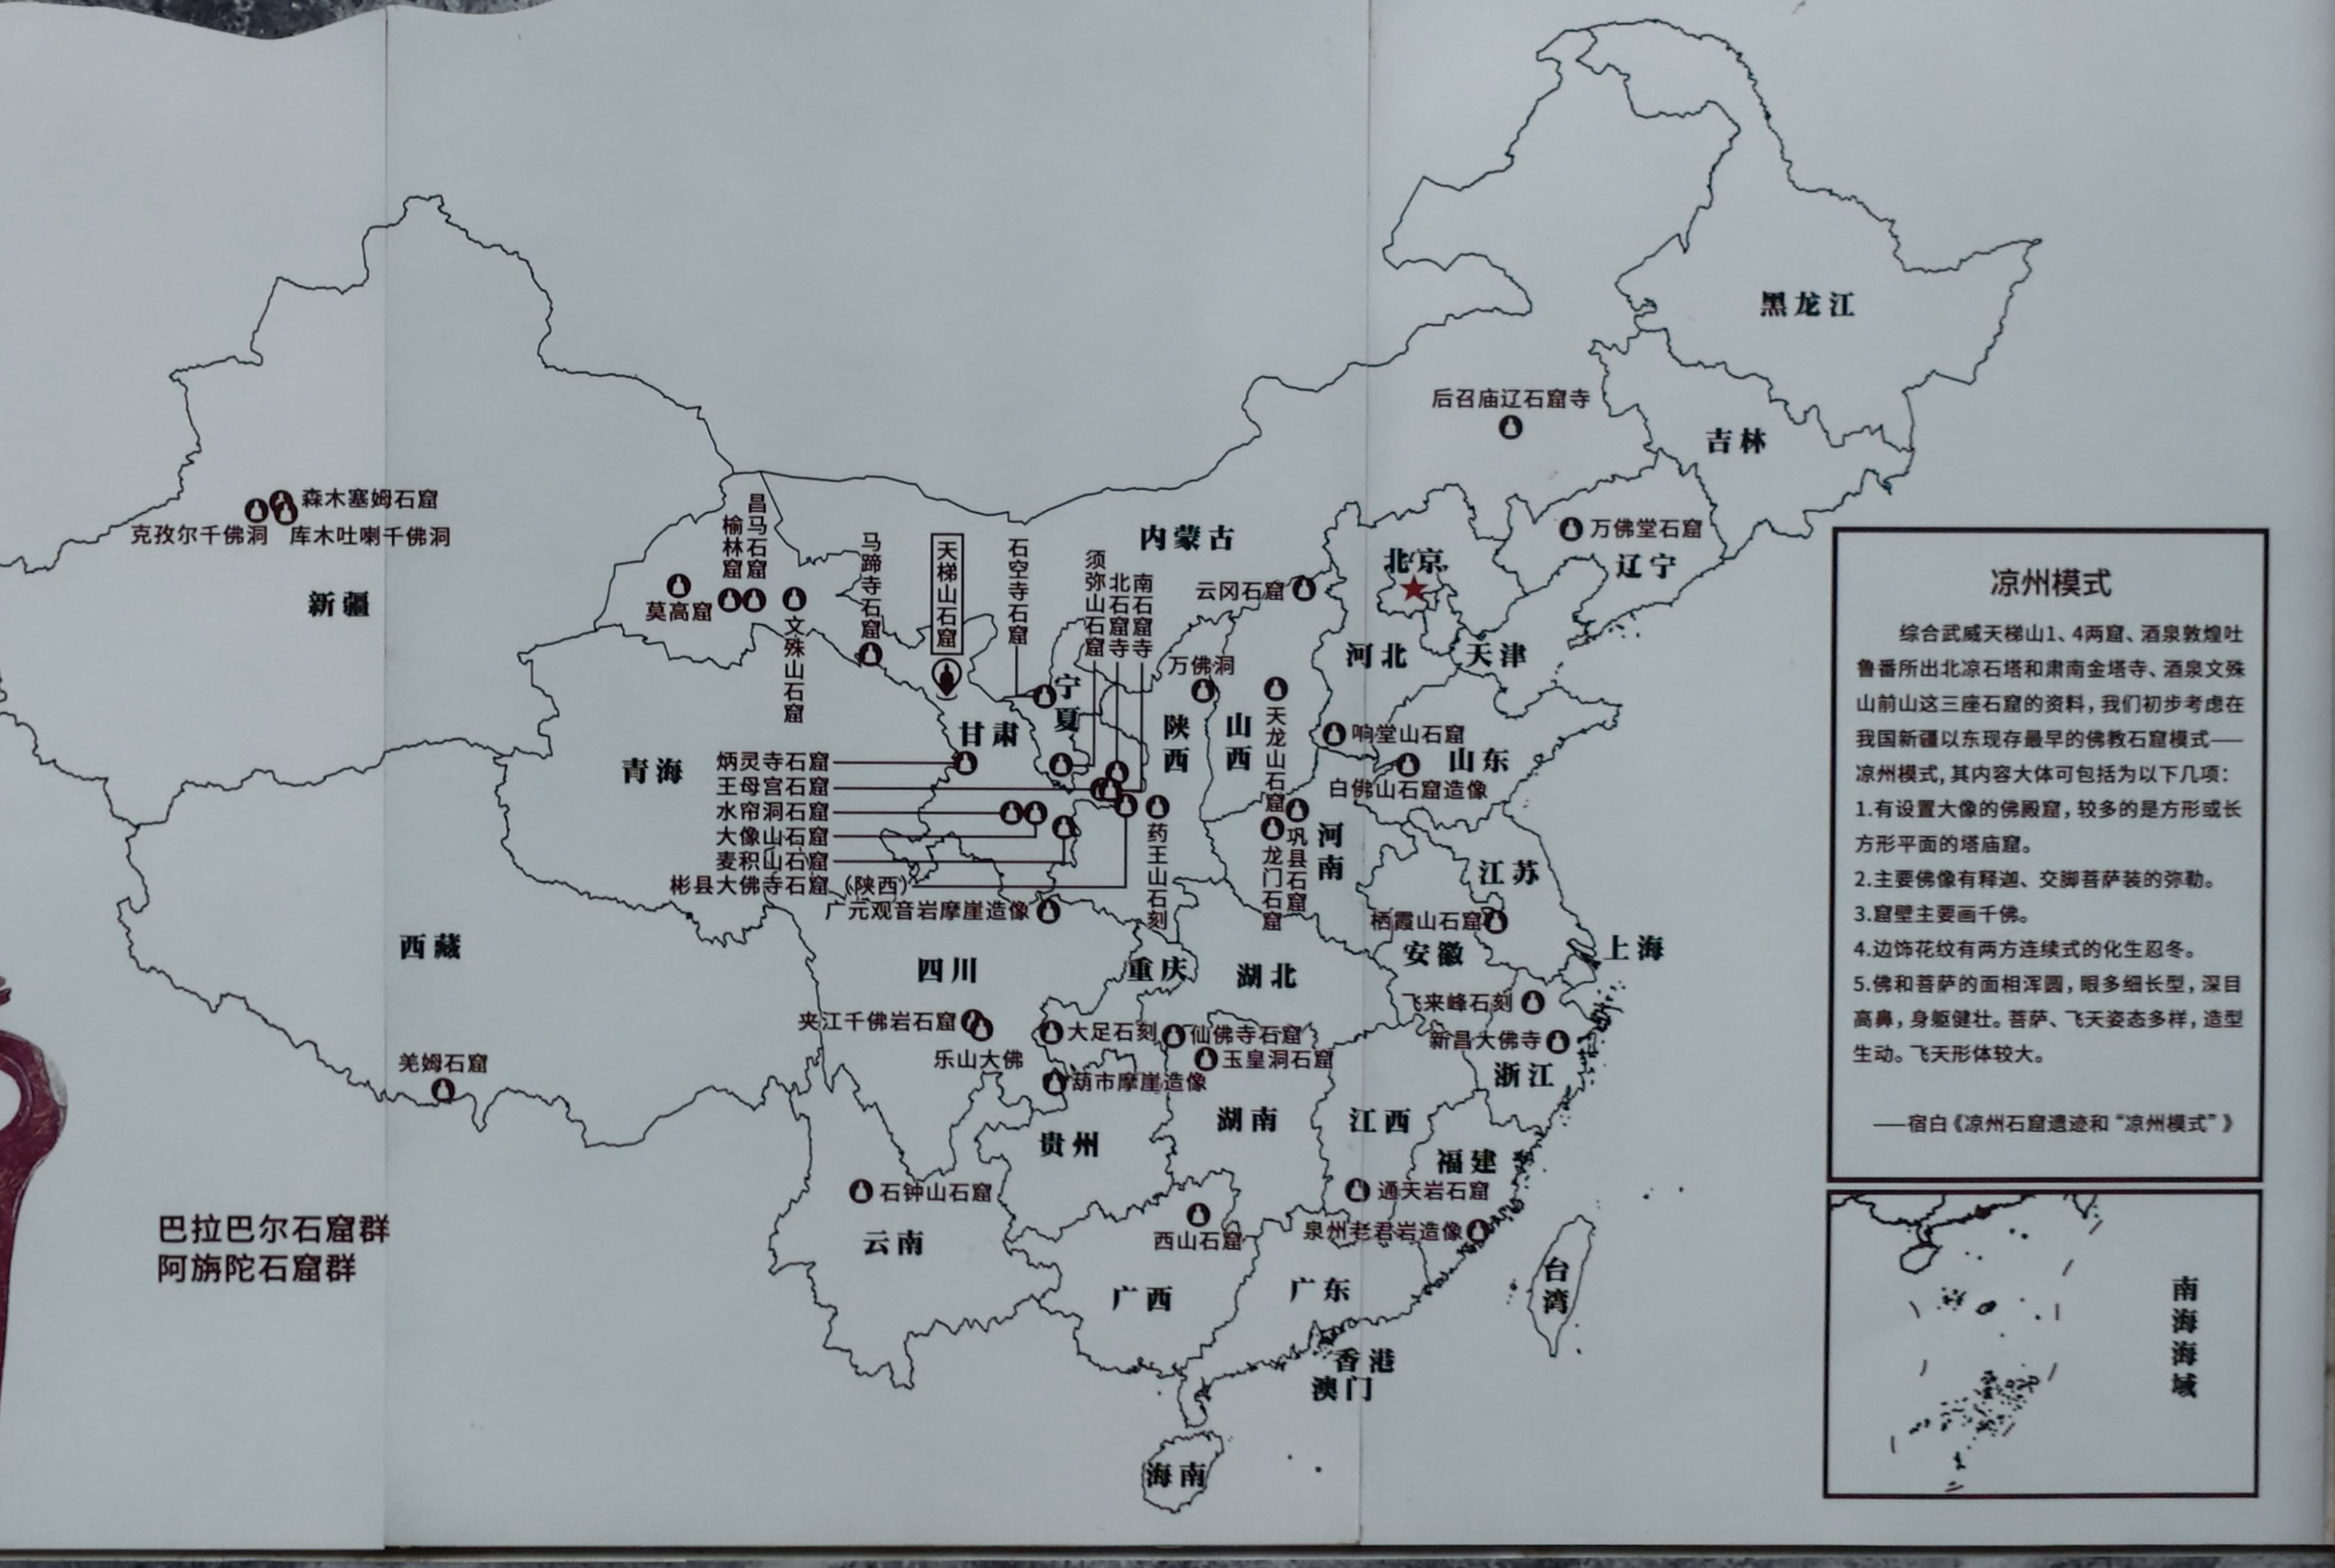 后召庙辽石窟寺
黑龙江
吉林
森木塞姆石窟
克孜尔千佛洞
库木吐喇千佛洞
新疆
昌马石窟
榆林窟
莫高窟
文殊山石窟
马蹄寺石窟
天梯山石窟
石空寺石窟
须弥山石窟
北石窟寺
南石窟寺
内蒙古
云冈石窟
北京
万佛堂石窟
辽宁
河北
天津
万佛洞
宁夏
甘肃
陕西
山西
天龙山石窟
响堂山石窟
山东
白佛山石窟造像
青海
炳灵寺石窟
王母宫石窟
水帘洞石窟
大像山石窟
麦积山石窟
彬县大佛寺石窟（陕西）
广元观音岩摩崖造像
药王山石刻
龙门石窟
巩县石窟
河南
江苏
栖霞山石窟
安徽
上海
西藏
四川
重庆
湖北
飞来峰石刻
新昌大佛寺
浙江
夹江千佛岩石窟
乐山大佛
大足石刻
仙佛寺石窟
玉皇洞石窟
葫市摩崖造像
羌姆石窟
贵州
湖南
江西
福建
石钟山石窟
云南
西山石窟
通天岩石窟
泉州老君岩造像
广西
广东
台湾
香港
澳门
海南
巴拉巴尔石窟群
阿旃陀石窟群
凉州模式
综合武威天梯山1、4两窟、酒泉敦煌吐
鲁番所出北凉石塔和肃南金塔寺、酒泉文殊
山前山这三座石窟的资料，我们初步考虑在
我国新疆以东现存最早的佛教石窟模式——
凉州模式，其内容大体可包括为以下几项：
1.有设置大像的佛殿窟，较多的是方形或长
方形平面的塔庙窟。
2.主要佛像有释迦、交脚菩萨装的弥勒。
3.窟壁主要画千佛。
4.边饰花纹有两方连续式的化生忍冬。
5.佛和菩萨的面相浑圆，眼多细长型，深目
高鼻，身躯健壮。菩萨、飞天姿态多样，造型
生动。飞天形体较大。
——宿白《凉州石窟遗迹和“凉州模式”》
南海海域